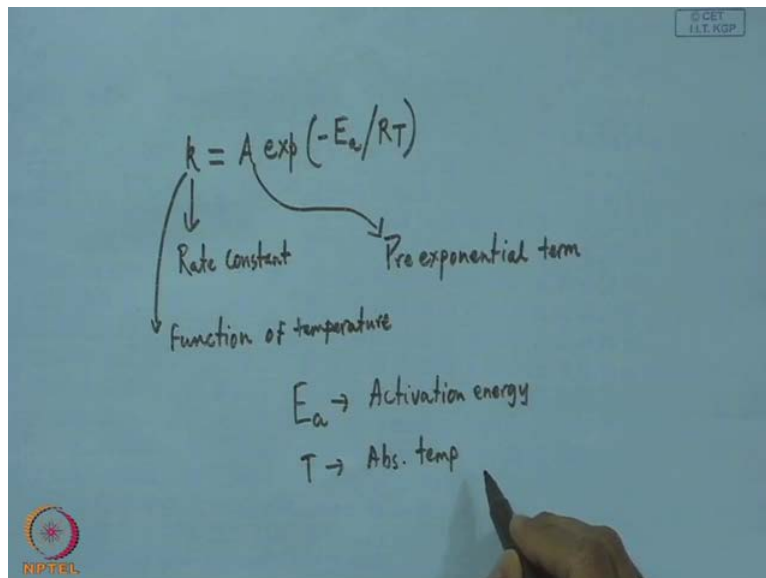 © CET
I.I.T. KGP
k = A exp (-Eₐ/RT)
Rate constant
Pre exponential term
Function of temperature
Eₐ → Activation energy
T → Abs. temp
NPTEL